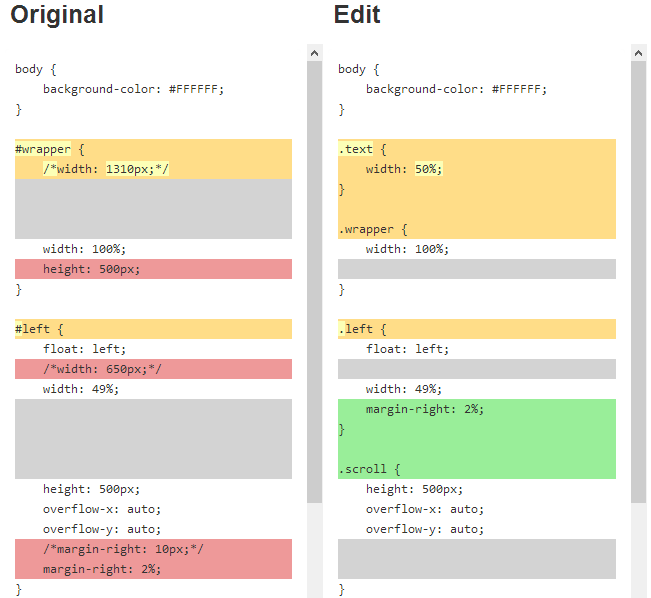 Original
body {
    background-color: #FFFFFF;
}
#wrapper {
    /*width: 1310px;*/
    width: 100%;
    height: 500px;
}
#left {
    float: left;
    /*width: 650px;*/
    width: 49%;
    height: 500px;
    overflow-x: auto;
    overflow-y: auto;
    /*margin-right: 10px;*/
    margin-right: 2%;
}
Edit
body {
    background-color: #FFFFFF;
}
.text {
    width: 50%;
}
.wrapper {
    width: 100%;
}
.left {
    float: left;
    width: 49%;
    margin-right: 2%;
}
.scroll {
    height: 500px;
    overflow-x: auto;
    overflow-y: auto;
}